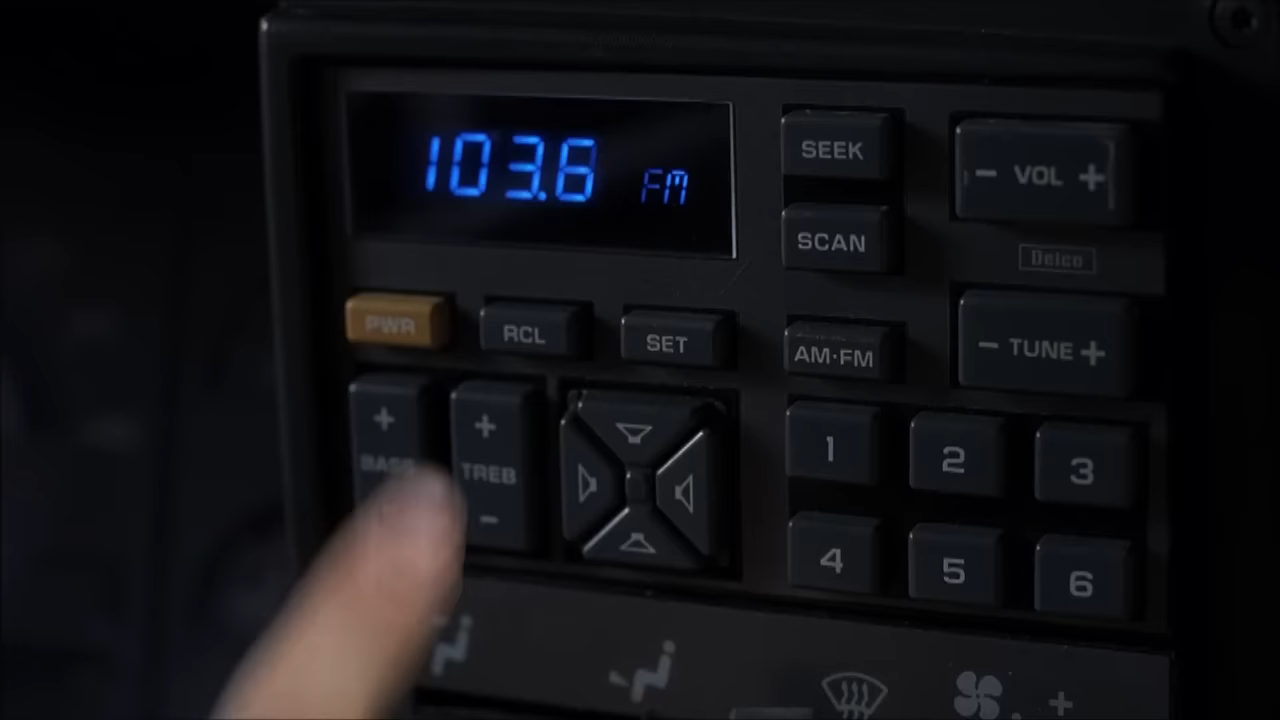 103.6 FM
SEEK
- VOL +
SCAN
Delco
PWR
RCL
SET
AM·FM
- TUNE +
+
BASS
+
TREB
-
1
2
3
4
5
6
+